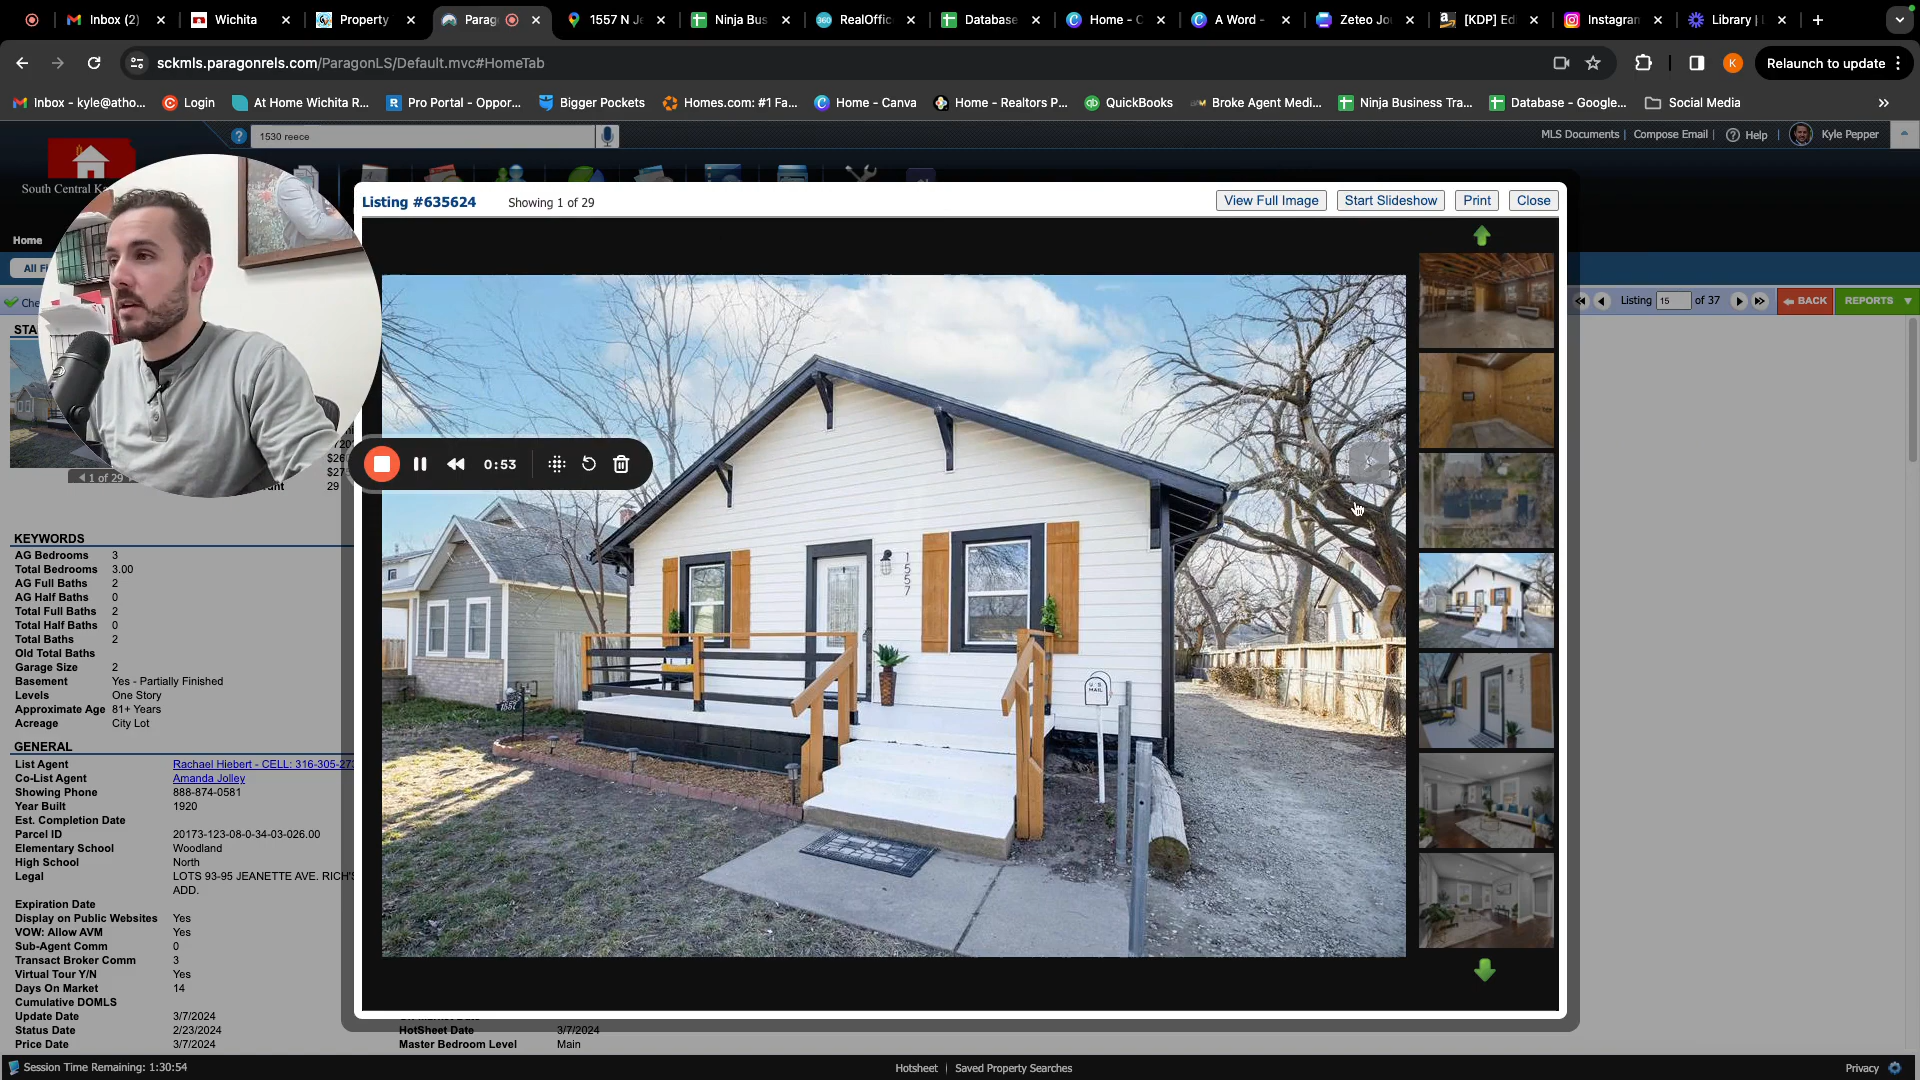 Inbox (2)
Wichita
Property
Parag
1557 N Je
Ninja Bus
RealOffic
Database
Home - C
A Word -
Zeteo Jo
[KDP] Ed
Instagram
Library |
sckmls.paragonrels.com/ParagonLS/Default.mvc#HomeTab
K
Relaunch to update
Inbox - kyle@atho...
Login
At Home Wichita R...
Pro Portal - Oppor...
Bigger Pockets
Homes.com: #1 Fa...
Home - Canva
Home - Realtors P...
QuickBooks
Broke Agent Medi...
Ninja Business Tra...
Database - Google...
Social Media
1530 reece
MLS Documents |
Compose Email |
Help |
Kyle Pepper
South Central Ka
Home
All Fi
Che
Listing #635624
Showing 1 of 29
View Full Image
Start Slideshow
Print
Close
Listing 15 of 37
BACK
REPORTS
STA
0:53
1 of 29
29
1557
1557
U.S. MAIL
KEYWORDS
AG Bedrooms 3
Total Bedrooms 3.00
AG Full Baths 2
AG Half Baths 0
Total Full Baths 2
Total Half Baths 0
Total Baths 2
Old Total Baths
Garage Size 2
Basement Yes - Partially Finished
Levels One Story
Approximate Age 81+ Years
Acreage City Lot
GENERAL
List Agent Rachael Hiebert - CELL: 316-305-27
Co-List Agent Amanda Jolley
Showing Phone 888-874-0581
Year Built 1920
Est. Completion Date
Parcel ID 20173-123-08-0-34-03-026.00
Elementary School Woodland
High School North
Legal LOTS 93-95 JEANETTE AVE. RICH'S
ADD.
Expiration Date
Display on Public Websites Yes
VOW: Allow AVM Yes
Sub-Agent Comm 0
Transact Broker Comm 3
Virtual Tour Y/N Yes
Days On Market 14
Cumulative DOMLS
Update Date 3/7/2024
Status Date 2/23/2024
HotSheet Date 3/7/2024
Price Date 3/7/2024
Master Bedroom Level Main
Session Time Remaining: 1:30:54
Hotsheet | Saved Property Searches
Privacy